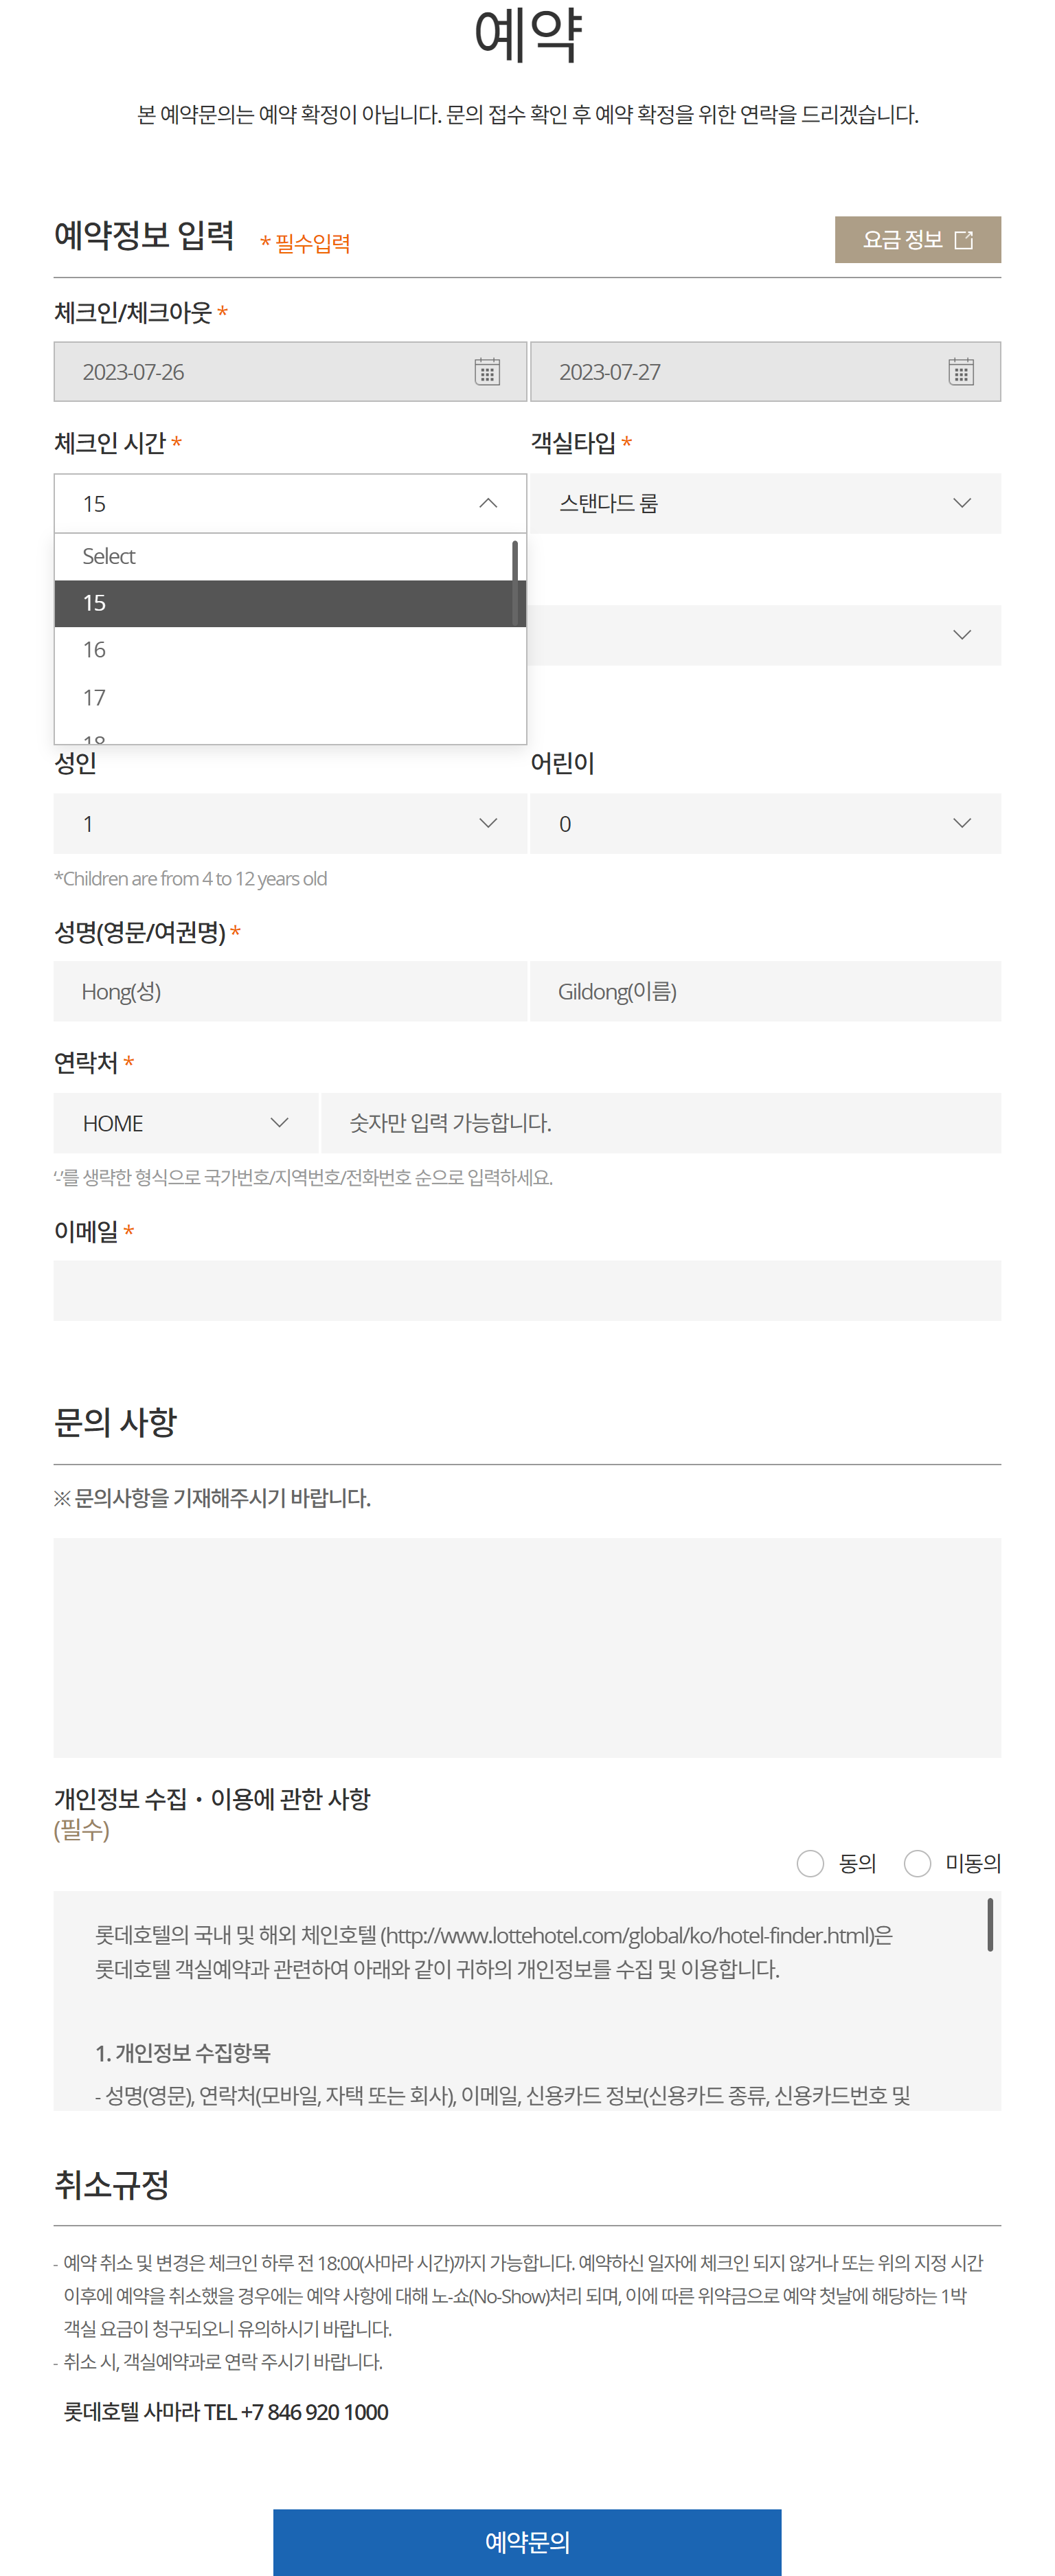 예약
본 예약문의는 예약 확정이 아닙니다. 문의 접수 확인 후 예약 확정을 위한 연락을 드리겠습니다.
예약정보 입력 * 필수입력 요금 정보
체크인/체크아웃 *
2023-07-26 2023-07-27
체크인 시간 * 객실타입 *
15 스탠다드 룸
Select
15
16
17
18
성인 어린이
1 0
*Children are from 4 to 12 years old
성명(영문/여권명) *
Hong(성) Gildong(이름)
연락처 *
HOME 숫자만 입력 가능합니다.
‘-’를 생략한 형식으로 국가번호/지역번호/전화번호 순으로 입력하세요.
이메일 *
문의 사항
※ 문의사항을 기재해주시기 바랍니다.
개인정보 수집・이용에 관한 사항
(필수)
동의 미동의
롯데호텔의 국내 및 해외 체인호텔 (http://www.lottehotel.com/global/ko/hotel-finder.html)은
롯데호텔 객실예약과 관련하여 아래와 같이 귀하의 개인정보를 수집 및 이용합니다.
1. 개인정보 수집항목
- 성명(영문), 연락처(모바일, 자택 또는 회사), 이메일, 신용카드 정보(신용카드 종류, 신용카드번호 및
취소규정
- 예약 취소 및 변경은 체크인 하루 전 18:00(사마라 시간)까지 가능합니다. 예약하신 일자에 체크인 되지 않거나 또는 위의 지정 시간
이후에 예약을 취소했을 경우에는 예약 사항에 대해 노-쇼(No-Show)처리 되며, 이에 따른 위약금으로 예약 첫날에 해당하는 1박
객실 요금이 청구되오니 유의하시기 바랍니다.
- 취소 시, 객실예약과로 연락 주시기 바랍니다.
롯데호텔 사마라 TEL +7 846 920 1000
예약문의